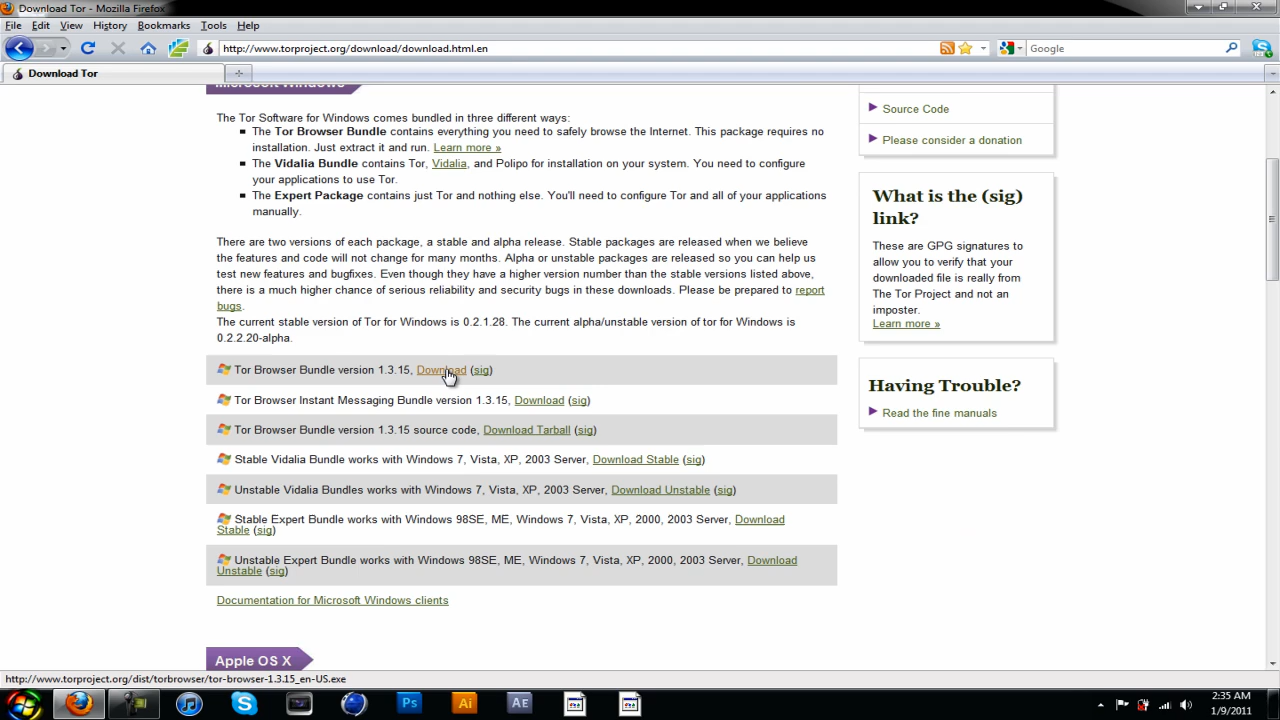 Download Tor - Mozilla Firefox
File Edit View History Bookmarks Tools Help
http://www.torproject.org/download/download.html.en
Google
Download Tor
Microsoft Windows
The Tor Software for Windows comes bundled in three different ways:
The Tor Browser Bundle contains everything you need to safely browse the Internet. This package requires no
installation. Just extract it and run. Learn more »
The Vidalia Bundle contains Tor, Vidalia, and Polipo for installation on your system. You need to configure
your applications to use Tor.
The Expert Package contains just Tor and nothing else. You'll need to configure Tor and all of your applications
manually.
There are two versions of each package, a stable and alpha release. Stable packages are released when we believe
the features and code will not change for many months. Alpha or unstable packages are released so you can help us
test new features and bugfixes. Even though they have a higher version number than the stable versions listed above,
there is a much higher chance of serious reliability and security bugs in these downloads. Please be prepared to report
bugs.
The current stable version of Tor for Windows is 0.2.1.28. The current alpha/unstable version of tor for Windows is
0.2.2.20-alpha.
Tor Browser Bundle version 1.3.15, Download (sig)
Tor Browser Instant Messaging Bundle version 1.3.15, Download (sig)
Tor Browser Bundle version 1.3.15 source code, Download Tarball (sig)
Stable Vidalia Bundle works with Windows 7, Vista, XP, 2003 Server, Download Stable (sig)
Unstable Vidalia Bundles works with Windows 7, Vista, XP, 2003 Server, Download Unstable (sig)
Stable Expert Bundle works with Windows 98SE, ME, Windows 7, Vista, XP, 2000, 2003 Server, Download
Stable (sig)
Unstable Expert Bundle works with Windows 98SE, ME, Windows 7, Vista, XP, 2000, 2003 Server, Download
Unstable (sig)
Documentation for Microsoft Windows clients
Apple OS X
Source Code
Please consider a donation
What is the (sig)
link?
These are GPG signatures to
allow you to verify that your
downloaded file is really from
The Tor Project and not an
imposter.
Learn more »
Having Trouble?
Read the fine manuals
http://www.torproject.org/dist/torbrowser/tor-browser-1.3.15_en-US.exe
Ps
Ai
AE
2:35 AM
1/9/2011